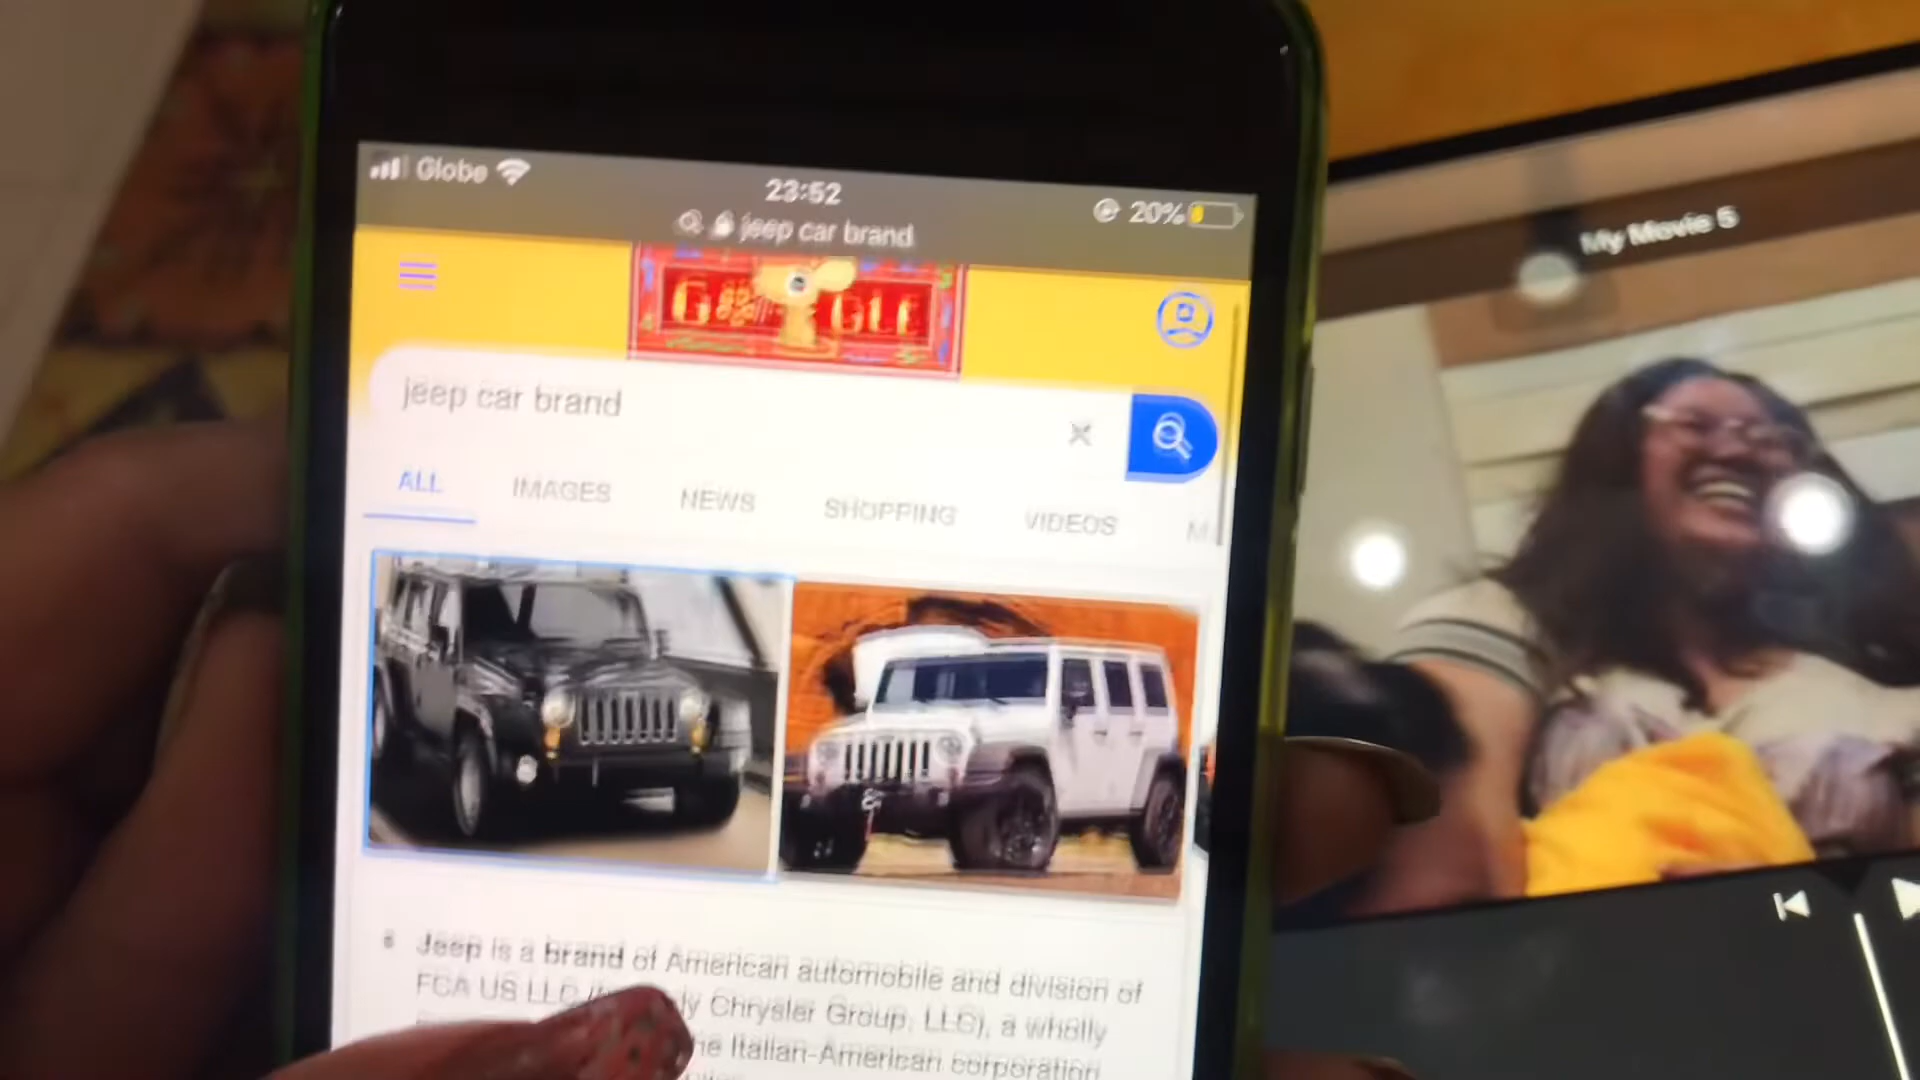 Globe
23:52
20%
jeep car brand
My Movie 5
jeep car brand
ALL IMAGES NEWS SHOPPING VIDEOS
Jeep is a brand of American automobile and division of
FCA US LLC Chrysler Group, LLC), a wholly
Italian-American corporation